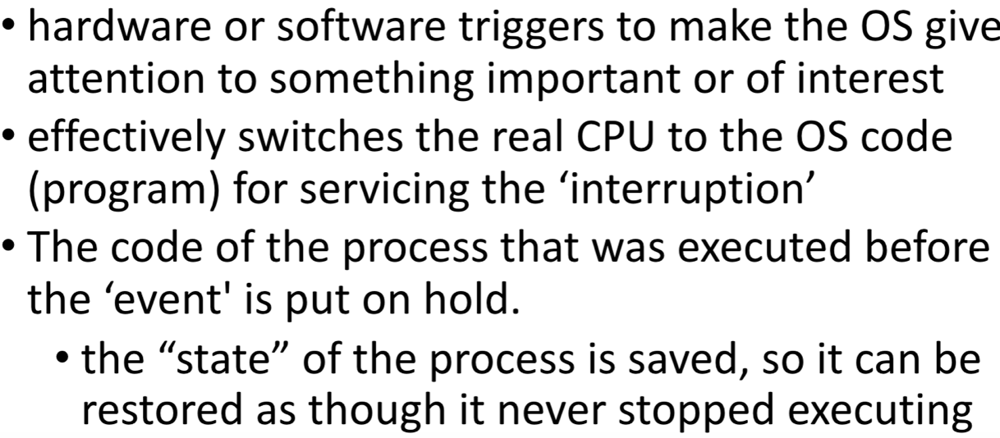 • hardware or software triggers to make the OS give
attention to something important or of interest
• effectively switches the real CPU to the OS code
(program) for servicing the ‘interruption’
• The code of the process that was executed before
the ‘event' is put on hold.
• the “state” of the process is saved, so it can be
restored as though it never stopped executing